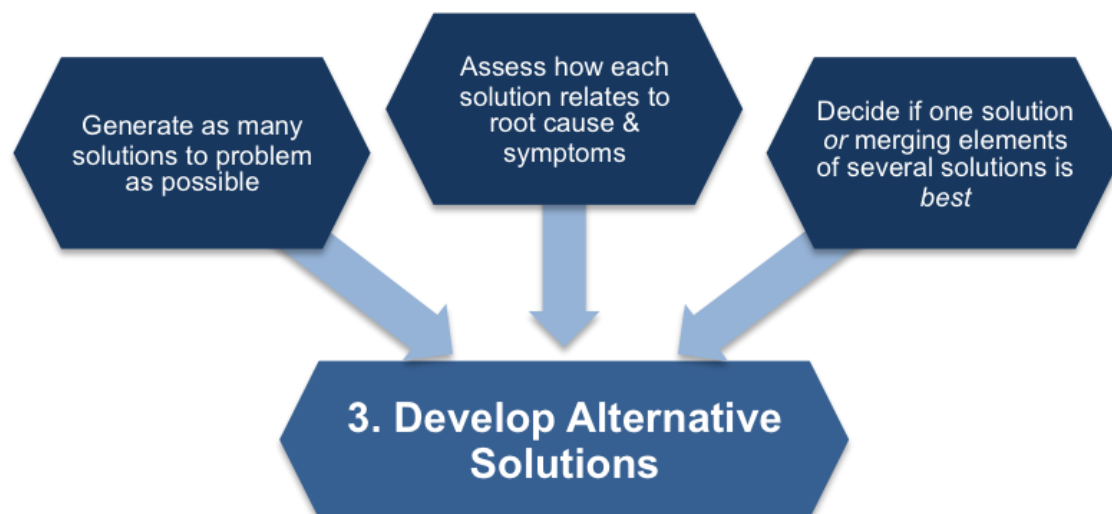 Generate as many
solutions to problem
as possible
Assess how each
solution relates to
root cause &
symptoms
Decide if one solution
or merging elements
of several solutions is
best
3. Develop Alternative
Solutions